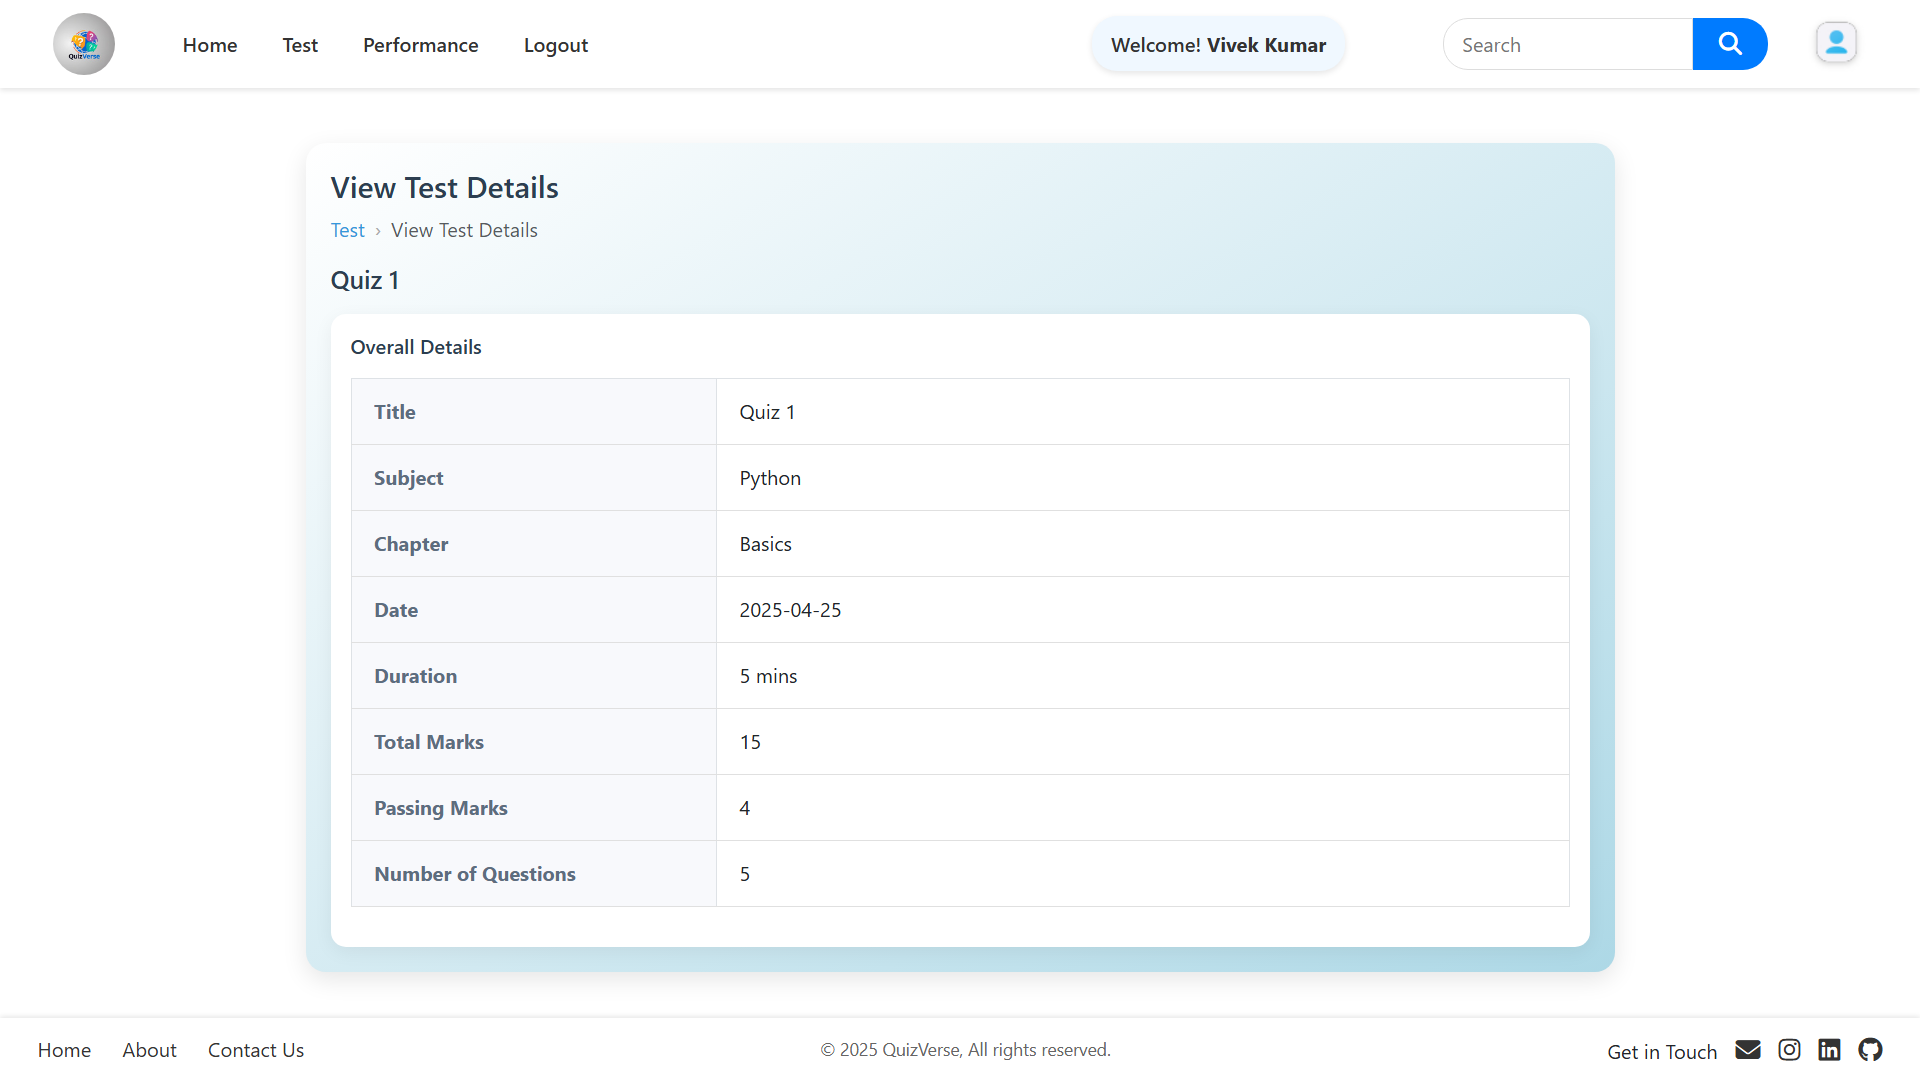 QuizVerse
Home
Test
Performance
Logout
Welcome! Vivek Kumar
Search
View Test Details
Test › View Test Details
Quiz 1
Overall Details
Title Quiz 1
Subject Python
Chapter Basics
Date 2025-04-25
Duration 5 mins
Total Marks 15
Passing Marks 4
Number of Questions 5
Home
About
Contact Us
© 2025 QuizVerse, All rights reserved.
Get in Touch